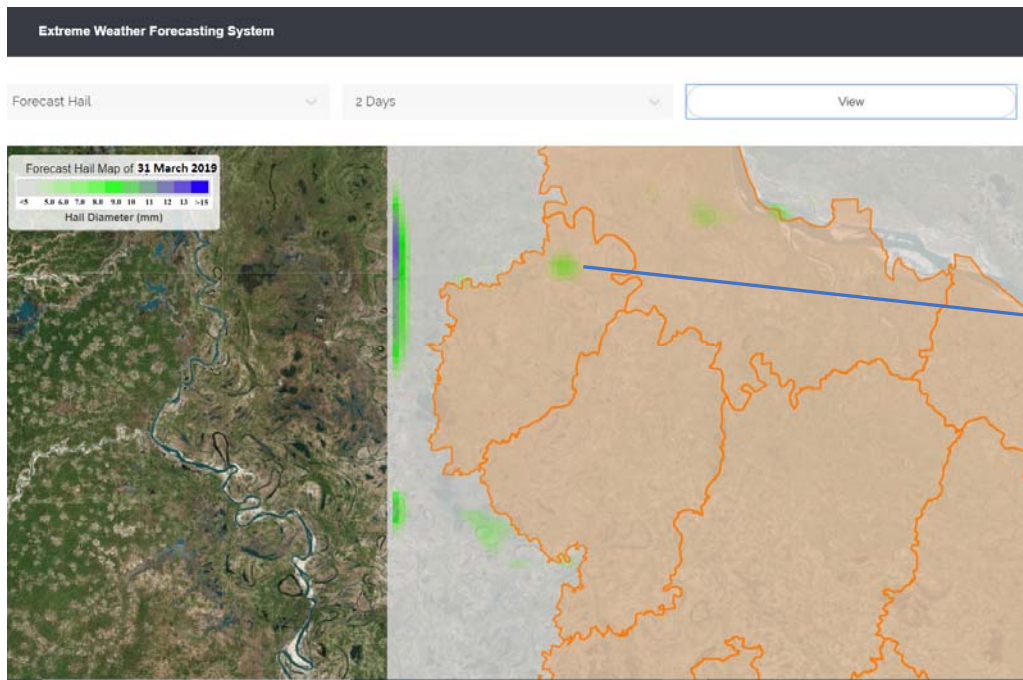 Extreme Weather Forecasting System
Forecast Hail
2 Days
View
Forecast Hail Map of 31 March 2019
<5 5.0 6.0 7.0 8.0 9.0 10 11 12 13 >15
Hail Diameter (mm)